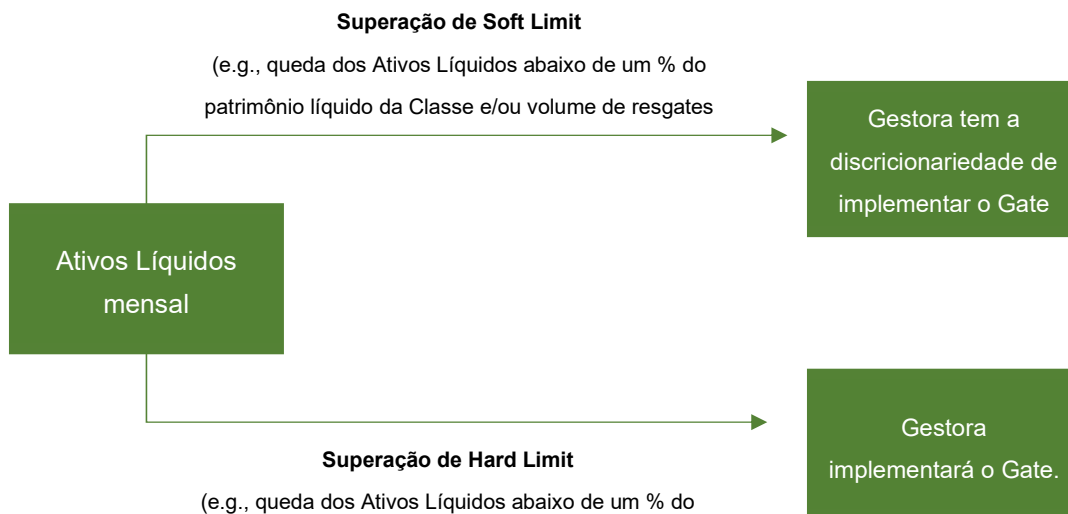 Superação de Soft Limit
(e.g., queda dos Ativos Líquidos abaixo de um % do
patrimônio líquido da Classe e/ou volume de resgates
Gestora tem a
discricionariedade de
implementar o Gate
Ativos Líquidos
mensal
Gestora
implementará o Gate.
Superação de Hard Limit
(e.g., queda dos Ativos Líquidos abaixo de um % do